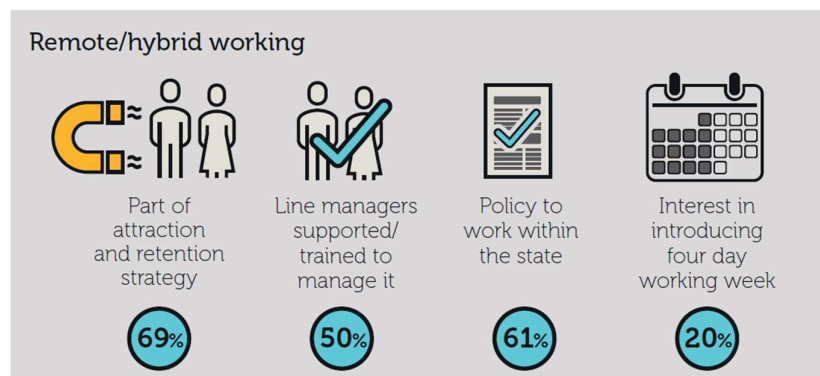 Remote/hybrid working
Part of
attraction
and retention
strategy
69%
Line managers
supported/
trained to
manage it
50%
Policy to
work within
the state
61%
Interest in
introducing
four day
working week
20%